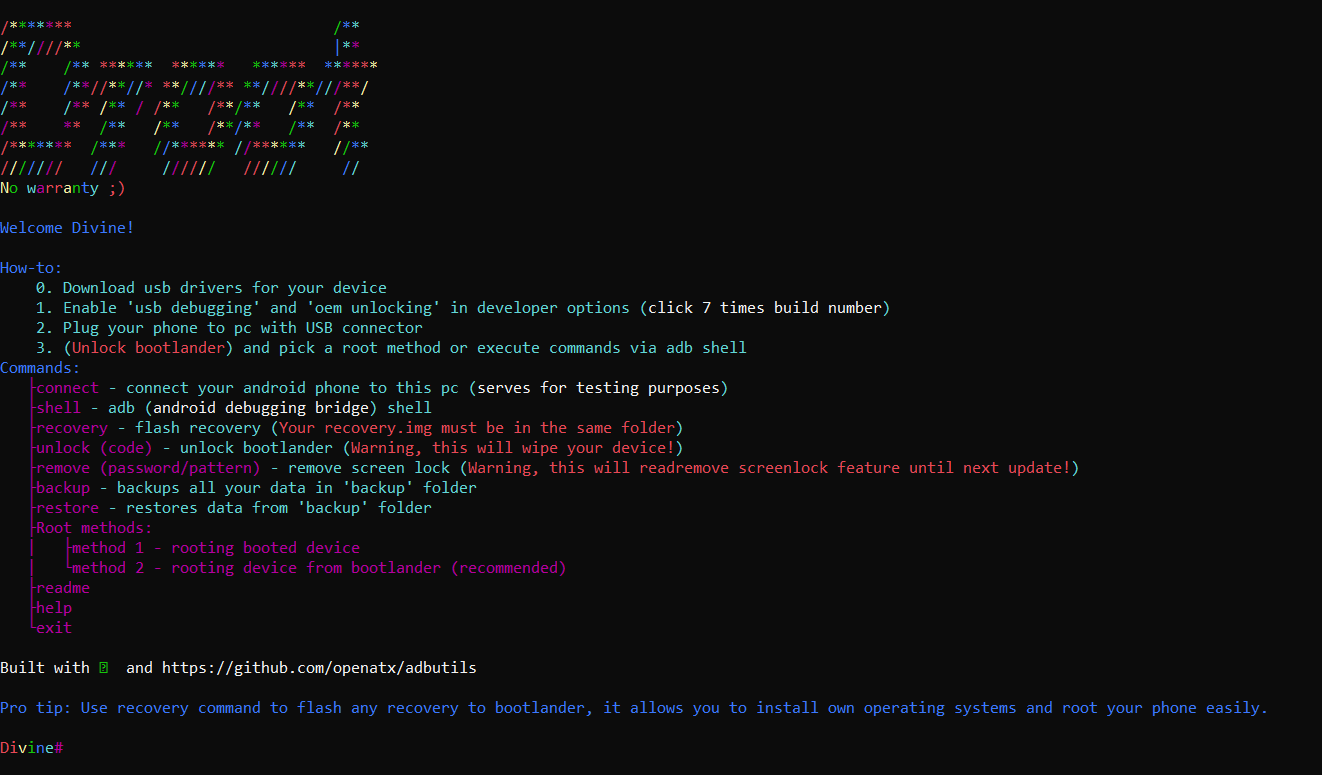 No warranty ;)
Welcome Divine!
How-to:
0. Download usb drivers for your device
1. Enable 'usb debugging' and 'oem unlocking' in developer options (click 7 times build number)
2. Plug your phone to pc with USB connector
3. (Unlock bootlander) and pick a root method or execute commands via adb shell
Commands:
├connect - connect your android phone to this pc (serves for testing purposes)
├shell - adb (android debugging bridge) shell
├recovery - flash recovery (Your recovery.img must be in the same folder)
├unlock (code) - unlock bootlander (Warning, this will wipe your device!)
├remove (password/pattern) - remove screen lock (Warning, this will readremove screenlock feature until next update!)
├backup - backups all your data in 'backup' folder
├restore - restores data from 'backup' folder
├Root methods:
│   ├method 1 - rooting booted device
│   └method 2 - rooting device from bootlander (recommended)
├readme
├help
└exit
Built with and https://github.com/openatx/adbutils
Pro tip: Use recovery command to flash any recovery to bootlander, it allows you to install own operating systems and root your phone easily.
Divine#